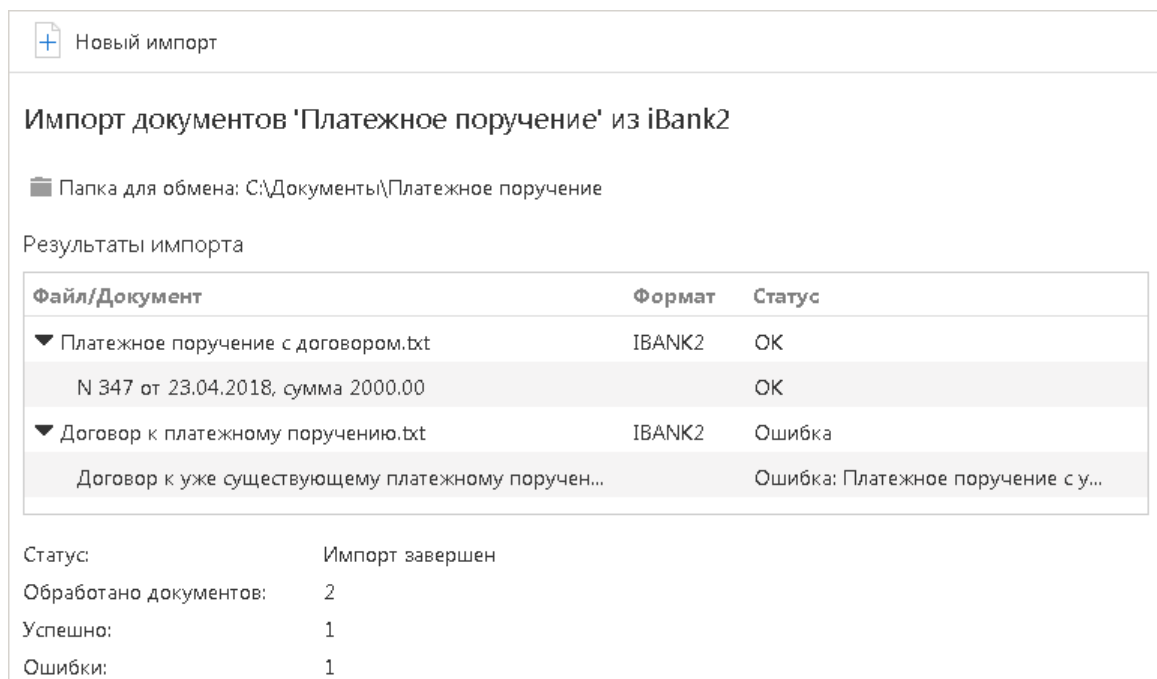 Новый импорт
Импорт документов 'Платежное поручение' из iBank2
Папка для обмена: C:\Документы\Платежное поручение
Результаты импорта
Файл/Документ Формат Статус
Платежное поручение с договором.txt IBANK2 OK
N 347 от 23.04.2018, сумма 2000.00 OK
Договор к платежному поручению.txt IBANK2 Ошибка
Договор к уже существующему платежному поручен... Ошибка: Платежное поручение с у...
Статус: Импорт завершен
Обработано документов: 2
Успешно: 1
Ошибки: 1